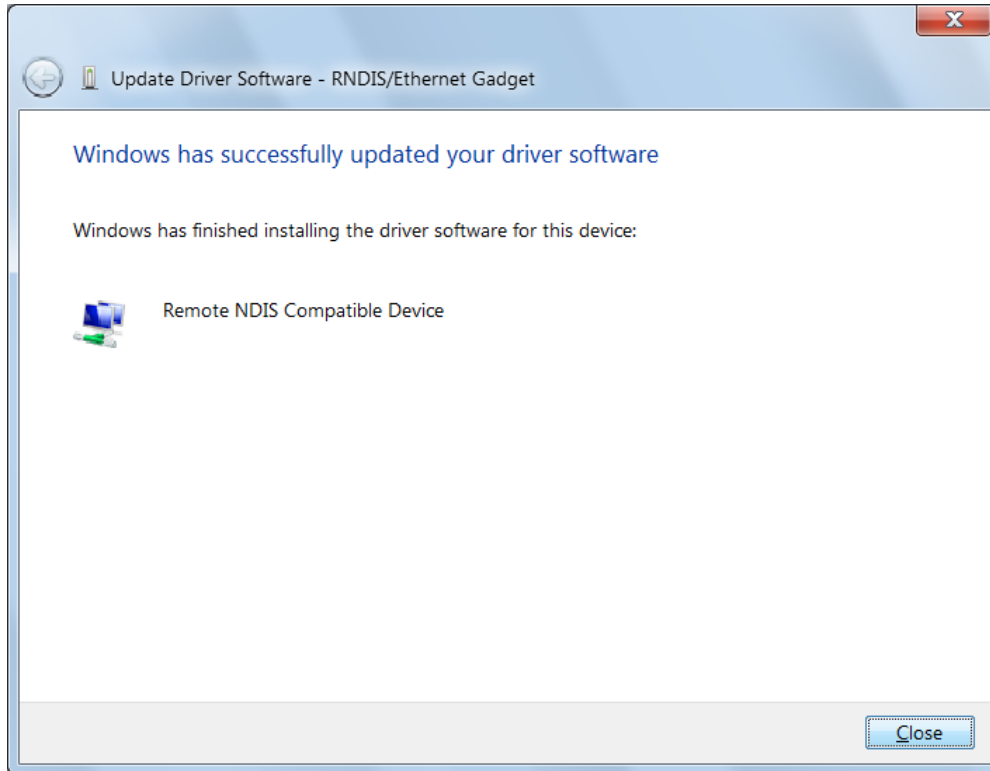 X
Update Driver Software - RNDIS/Ethernet Gadget
Windows has successfully updated your driver software
Windows has finished installing the driver software for this device:
Remote NDIS Compatible Device
Close